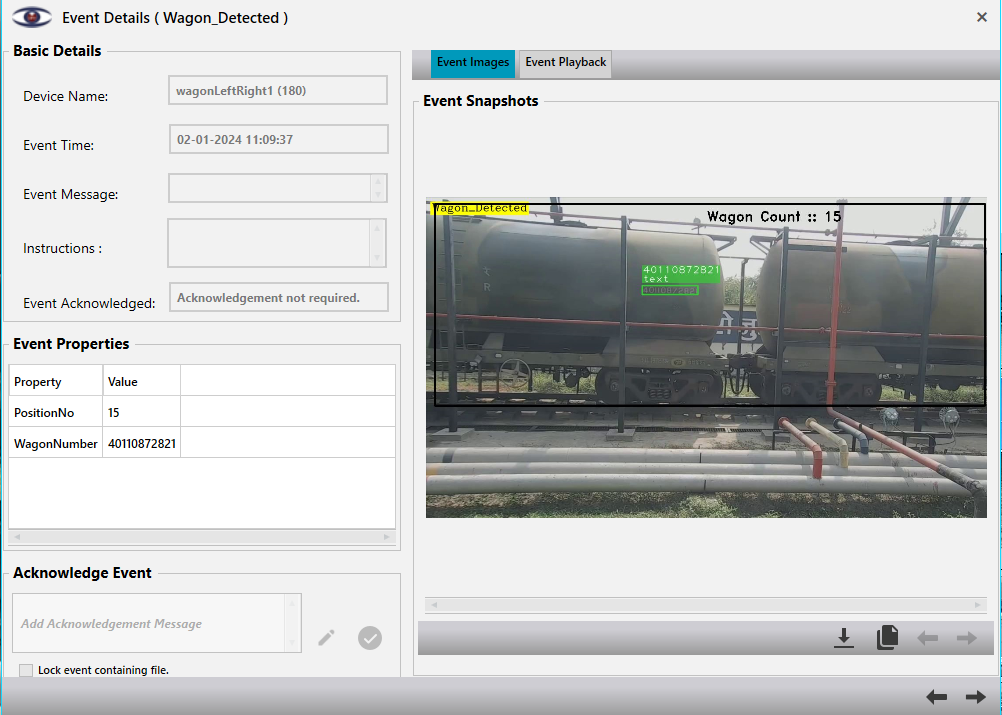 Event Details ( Wagon_Detected )
Basic Details
Device Name:
wagonLeftRight1 (180)
Event Time:
02-01-2024 11:09:37
Event Message:
Instructions :
Event Acknowledged:
Acknowledgement not required.
Event Properties
Property Value
PositionNo 15
WagonNumber 40110872821
Acknowledge Event
Add Acknowledgement Message
Lock event containing file.
Event Images
Event Playback
Event Snapshots
Wagon_Detected
Wagon Count :: 15
40110872821
text